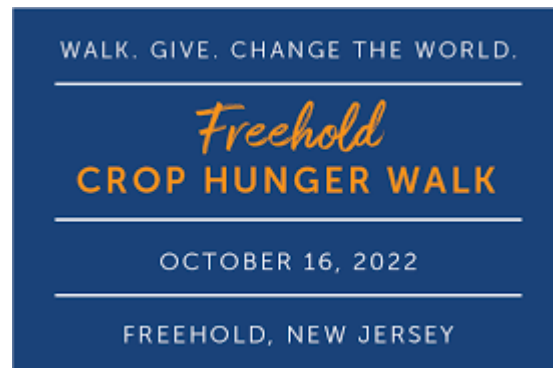 WALK. GIVE. CHANGE THE WORLD.
Freehold
CROP HUNGER WALK
OCTOBER 16, 2022
FREEHOLD, NEW JERSEY